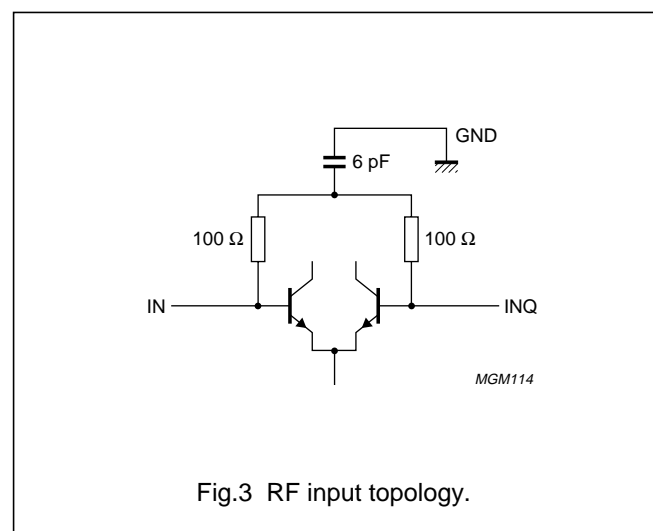 GND
6 pF
100 Ω
100 Ω
IN
INQ
MGM114
Fig.3 RF input topology.